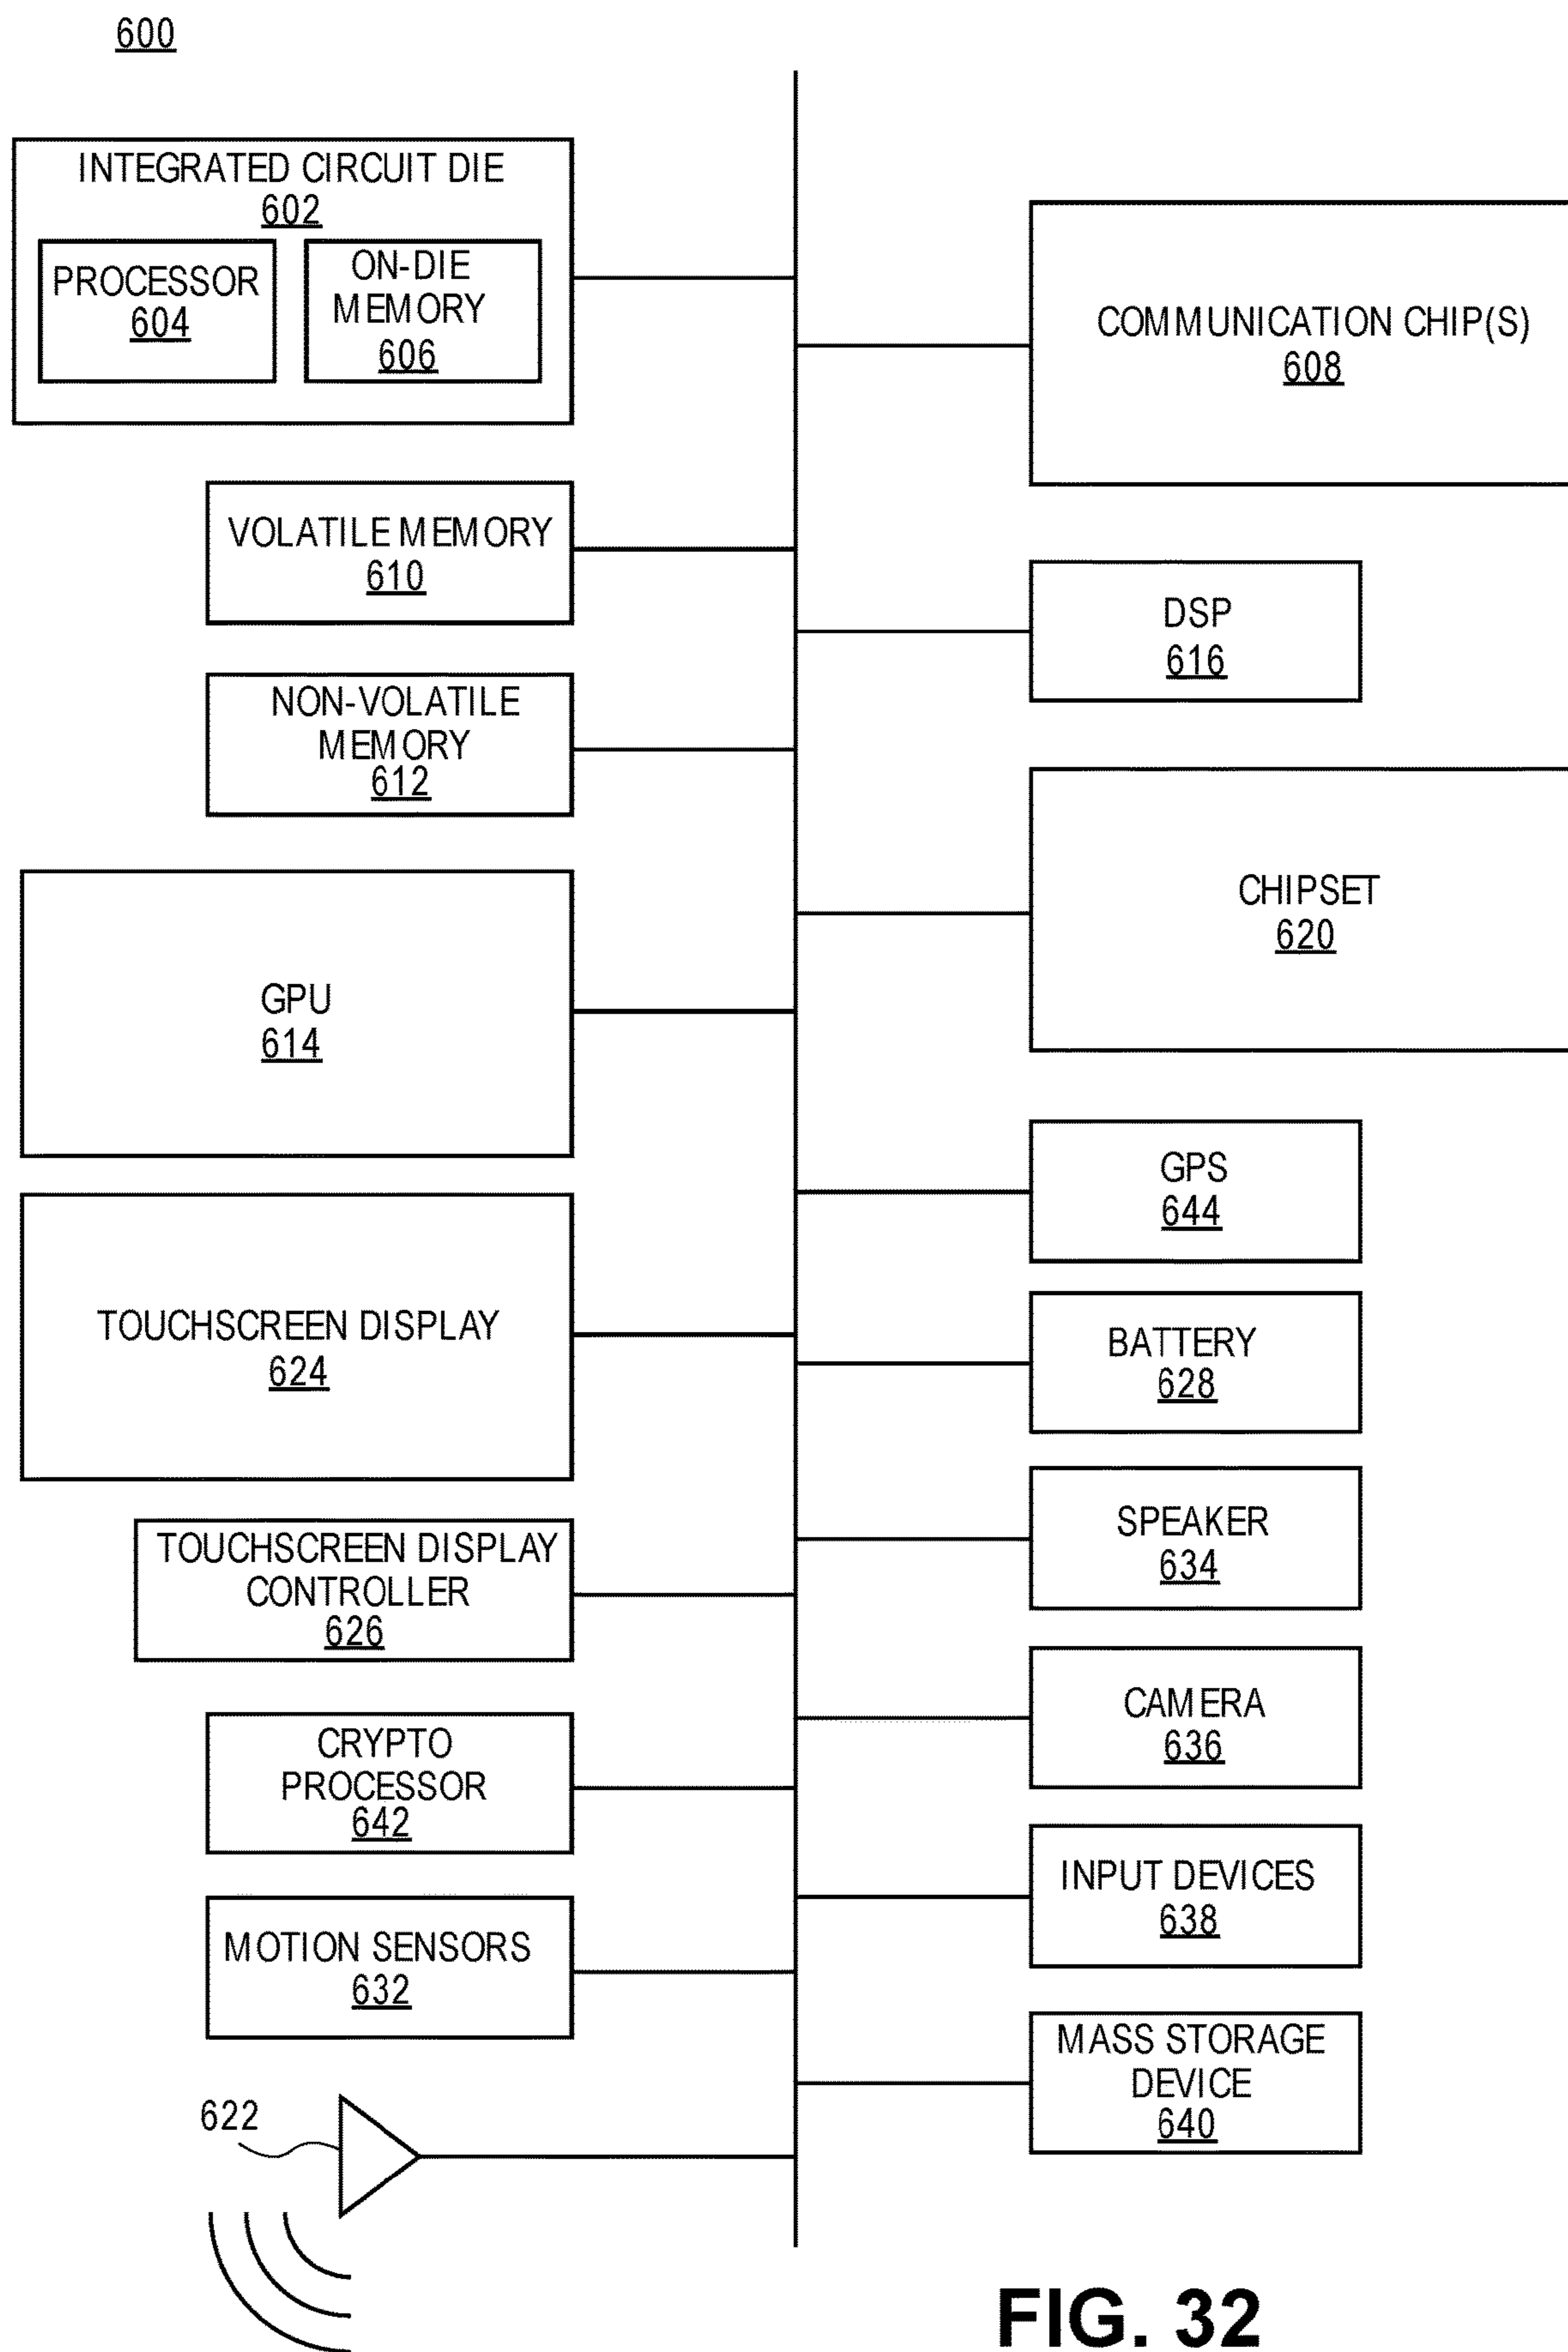 600
INTEGRATED CIRCUIT DIE
602
PROCESSOR
604
ON-DIE
MEMORY
606
COMMUNICATION CHIP(S)
608
VOLATILE MEMORY
610
DSP
616
NON-VOLATILE
MEMORY
612
CHIPSET
620
GPU
614
GPS
644
TOUCHSCREEN DISPLAY
624
BATTERY
628
SPEAKER
634
TOUCHSCREEN DISPLAY
CONTROLLER
626
CAMERA
636
CRYPTO
PROCESSOR
642
INPUT DEVICES
638
MOTION SENSORS
632
MASS STORAGE
DEVICE
640
622
FIG. 32